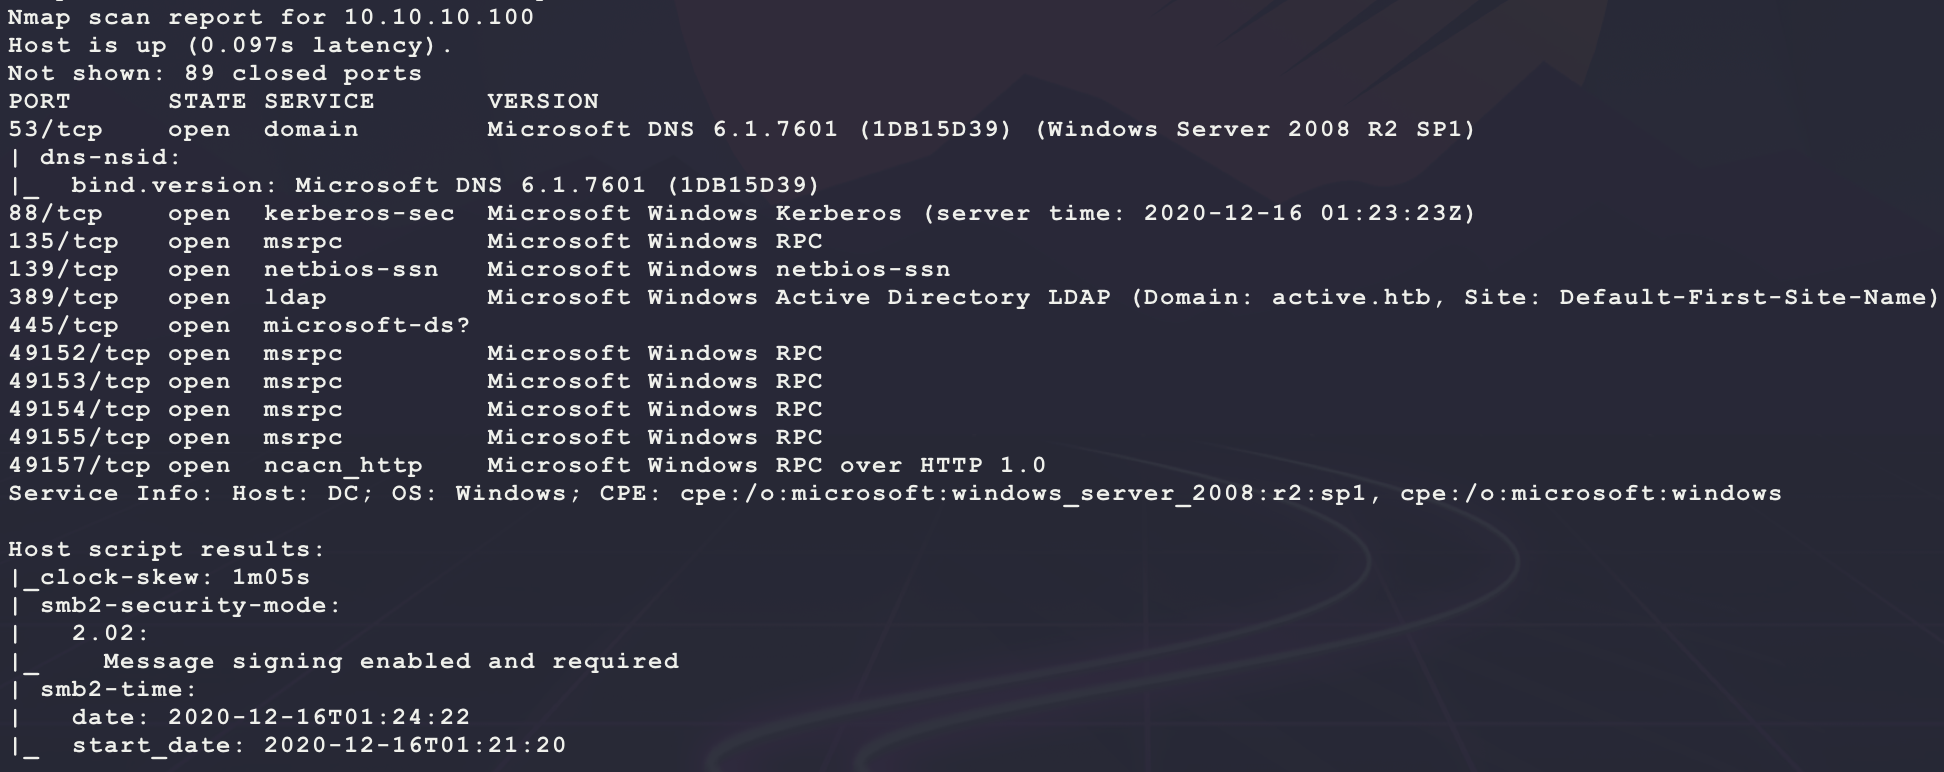 Nmap scan report for 10.10.10.100
Host is up (0.097s latency).
Not shown: 89 closed ports
PORT      STATE SERVICE       VERSION
53/tcp    open  domain        Microsoft DNS 6.1.7601 (1DB15D39) (Windows Server 2008 R2 SP1)
| dns-nsid:
|_  bind.version: Microsoft DNS 6.1.7601 (1DB15D39)
88/tcp    open  kerberos-sec  Microsoft Windows Kerberos (server time: 2020-12-16 01:23:23Z)
135/tcp   open  msrpc         Microsoft Windows RPC
139/tcp   open  netbios-ssn   Microsoft Windows netbios-ssn
389/tcp   open  ldap          Microsoft Windows Active Directory LDAP (Domain: active.htb, Site: Default-First-Site-Name)
445/tcp   open  microsoft-ds?
49152/tcp open  msrpc         Microsoft Windows RPC
49153/tcp open  msrpc         Microsoft Windows RPC
49154/tcp open  msrpc         Microsoft Windows RPC
49155/tcp open  msrpc         Microsoft Windows RPC
49157/tcp open  ncacn_http    Microsoft Windows RPC over HTTP 1.0
Service Info: Host: DC; OS: Windows; CPE: cpe:/o:microsoft:windows_server_2008:r2:sp1, cpe:/o:microsoft:windows

Host script results:
|_clock-skew: 1m05s
| smb2-security-mode:
|   2.02:
|_    Message signing enabled and required
| smb2-time:
|   date: 2020-12-16T01:24:22
|_  start_date: 2020-12-16T01:21:20